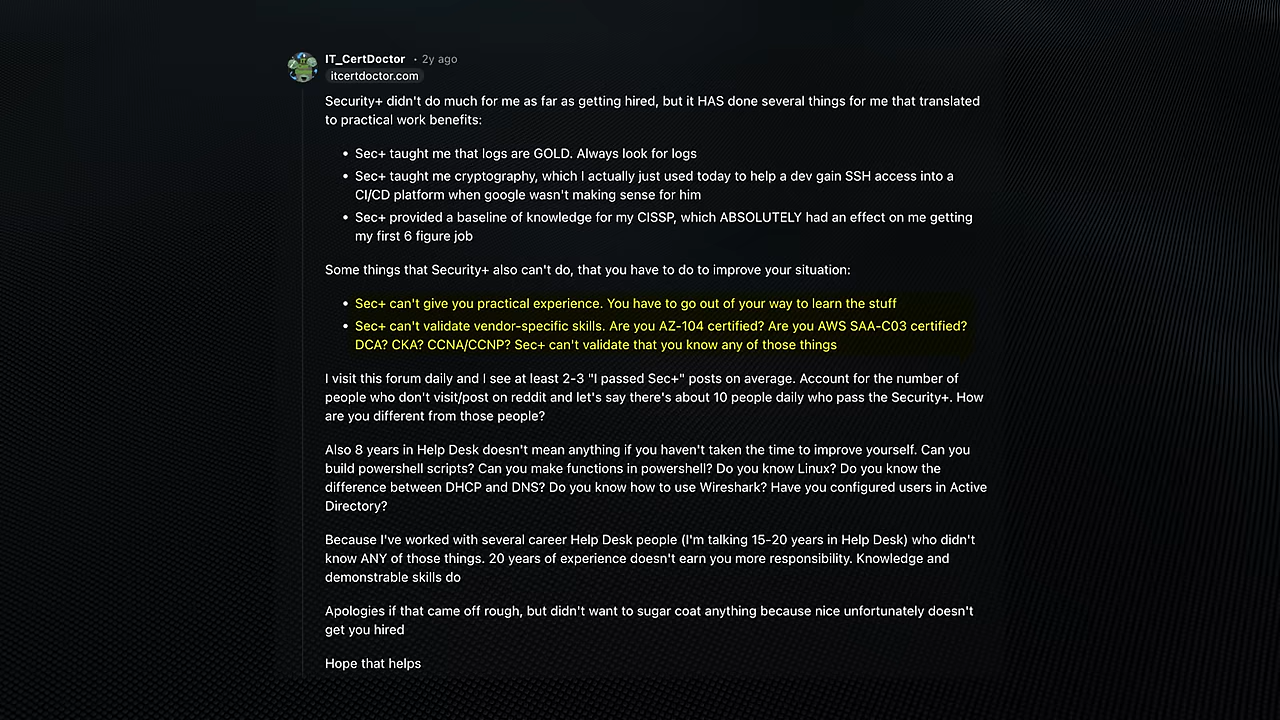 IT_CertDoctor · 2y ago
itcertdoctor.com
Security+ didn't do much for me as far as getting hired, but it HAS done several things for me that translated
to practical work benefits:
• Sec+ taught me that logs are GOLD. Always look for logs
• Sec+ taught me cryptography, which I actually just used today to help a dev gain SSH access into a
CI/CD platform when google wasn't making sense for him
• Sec+ provided a baseline of knowledge for my CISSP, which ABSOLUTELY had an effect on me getting
my first 6 figure job
Some things that Security+ also can't do, that you have to do to improve your situation:
• Sec+ can't give you practical experience. You have to go out of your way to learn the stuff
• Sec+ can't validate vendor-specific skills. Are you AZ-104 certified? Are you AWS SAA-C03 certified?
DCA? CKA? CCNA/CCNP? Sec+ can't validate that you know any of those things
I visit this forum daily and I see at least 2-3 "I passed Sec+" posts on average. Account for the number of
people who don't visit/post on reddit and let's say there's about 10 people daily who pass the Security+. How
are you different from those people?
Also 8 years in Help Desk doesn't mean anything if you haven't taken the time to improve yourself. Can you
build powershell scripts? Can you make functions in powershell? Do you know Linux? Do you know the
difference between DHCP and DNS? Do you know how to use Wireshark? Have you configured users in Active
Directory?
Because I've worked with several career Help Desk people (I'm talking 15-20 years in Help Desk) who didn't
know ANY of those things. 20 years of experience doesn't earn you more responsibility. Knowledge and
demonstrable skills do
Apologies if that came off rough, but didn't want to sugar coat anything because nice unfortunately doesn't
get you hired
Hope that helps